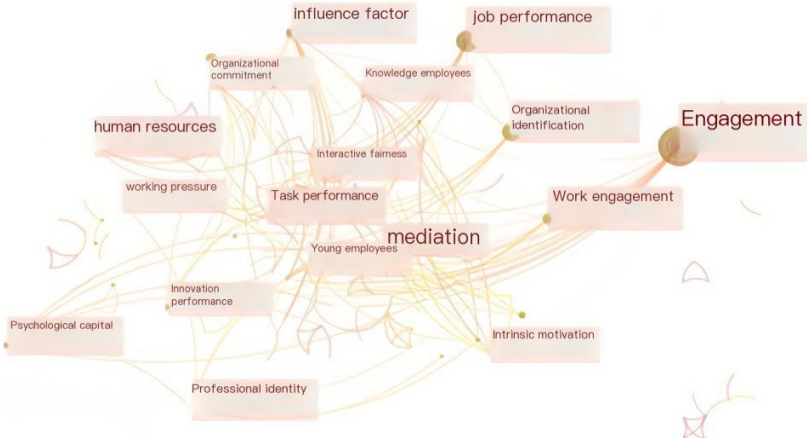 influence factor
job performance
Organizational
commitment
Knowledge employees
Organizational
identification
Engagement
human resources
Interactive fairness
working pressure
Task performance
Work engagement
mediation
Young employees
Innovation
performance
Psychological capital
Intrinsic motivation
Professional identity